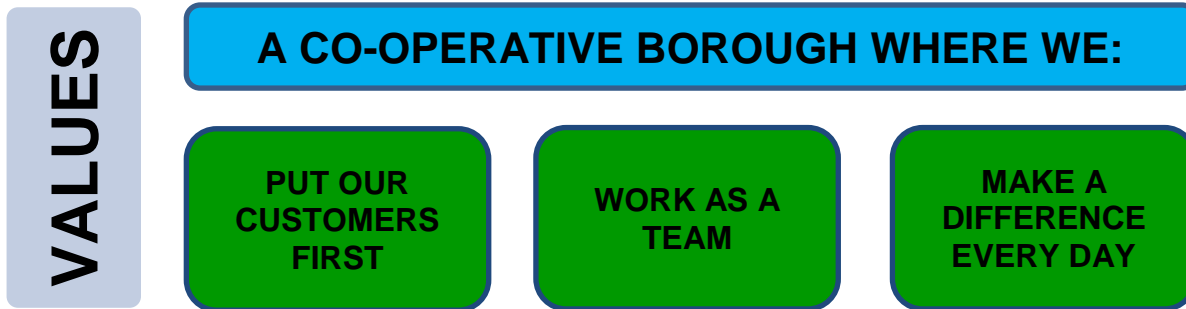 VALUES
A CO-OPERATIVE BOROUGH WHERE WE:
PUT OUR
CUSTOMERS
FIRST
WORK AS A
TEAM
MAKE A
DIFFERENCE
EVERY DAY